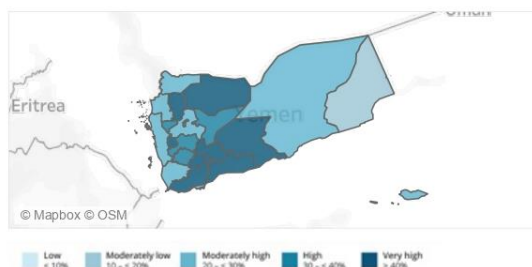 Oman
Eritrea
Yemen
© Mapbox © OSM
Low Moderately low Moderately high High Very high
< 10% 10 – < 20% 20 – < 30% 30 – < 40% ≥ 40%